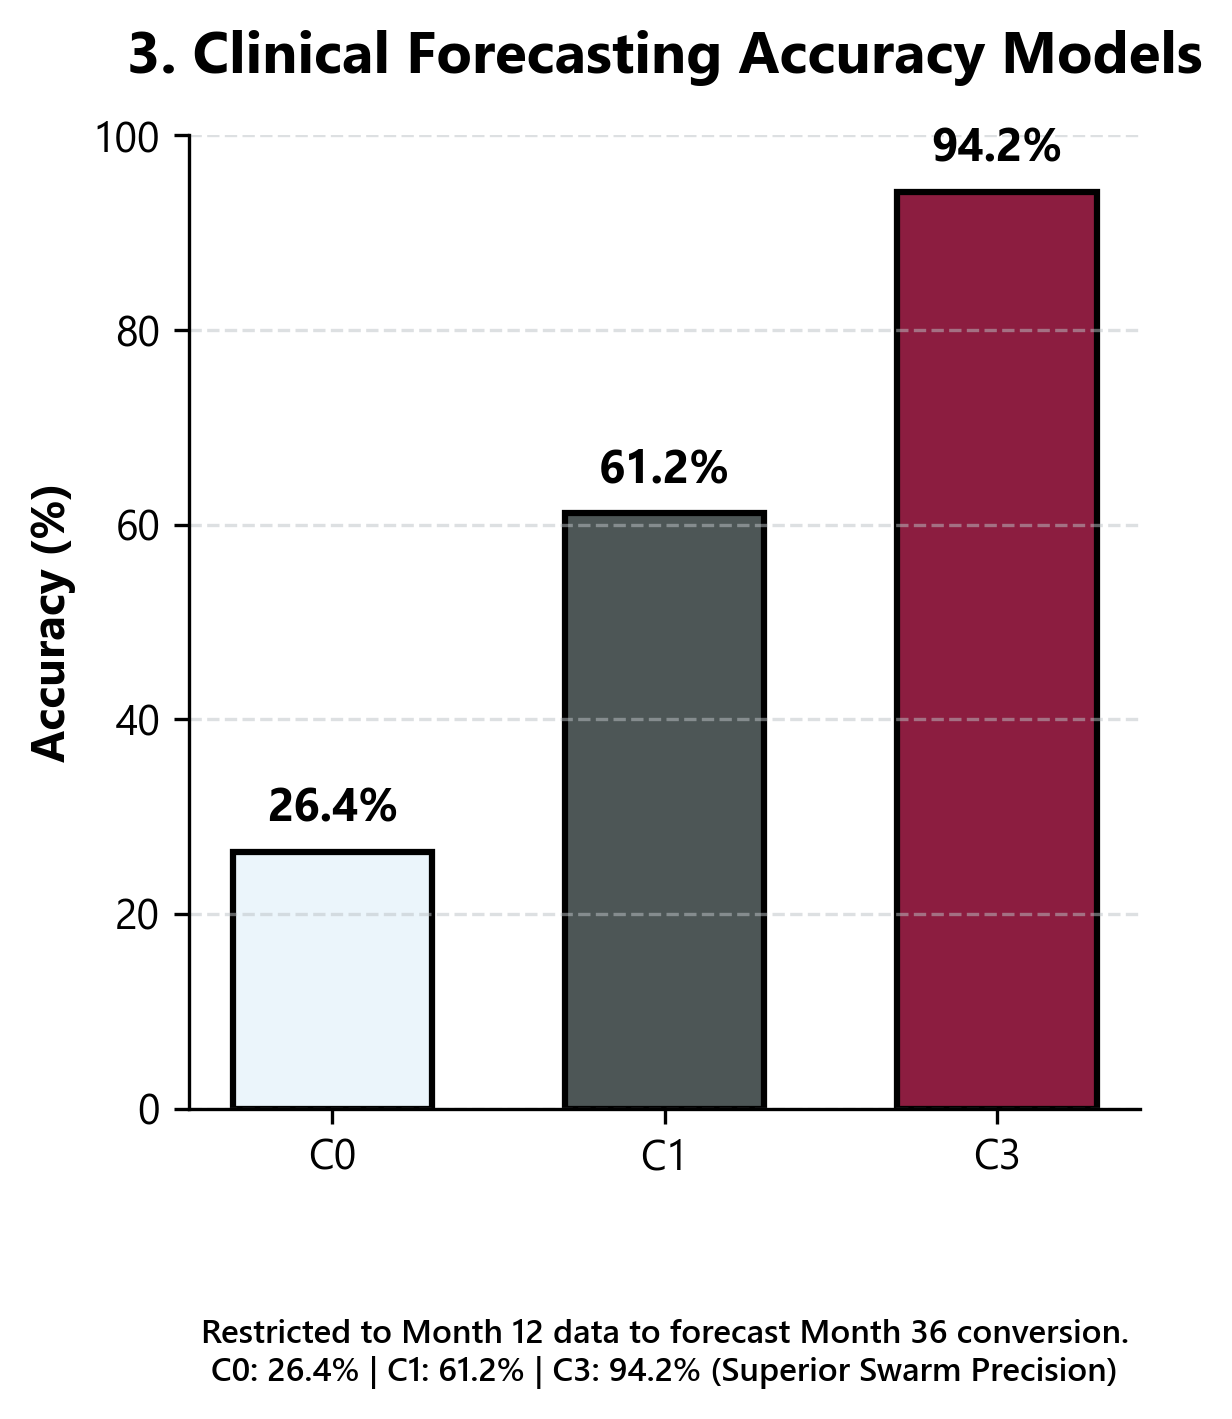 3. Clinical Forecasting Accuracy Models
Accuracy (%)
100
80
60
40
20
0
26.4%
61.2%
94.2%
C0
C1
C3
Restricted to Month 12 data to forecast Month 36 conversion.
C0: 26.4% | C1: 61.2% | C3: 94.2% (Superior Swarm Precision)